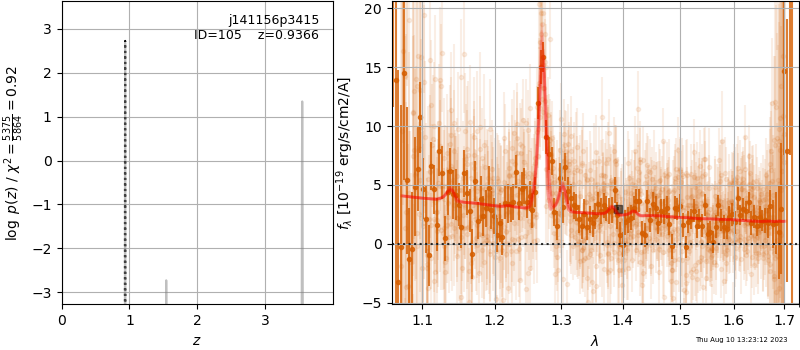 j141156p3415
ID=105 z=0.9366
log p(z) / χ² = 5375/5864 = 0.92
3
2
1
0
−1
−2
−3
0 1 2 3
z
fλ [10⁻¹⁹ erg/s/cm2/A]
20
15
10
5
0
−5
1.1 1.2 1.3 1.4 1.5 1.6 1.7
λ
Thu Aug 10 13:23:12 2023